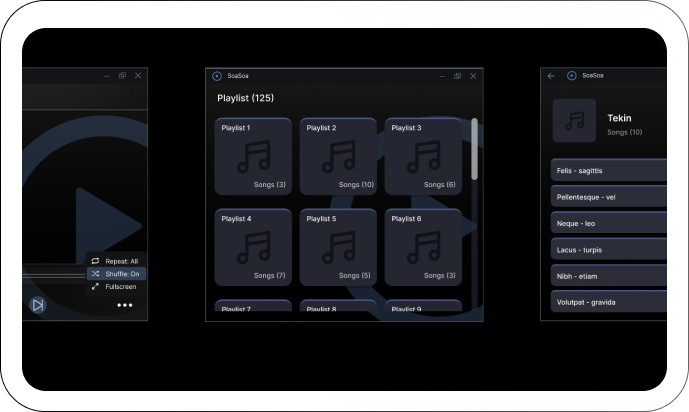 Repeat: All
Shuffle: On
Fullscreen
SoaSoa
Playlist (125)
Playlist 1
Songs (3)
Playlist 2
Songs (10)
Playlist 3
Songs (6)
Playlist 4
Songs (7)
Playlist 5
Songs (5)
Playlist 6
Songs (3)
Playlist 7
Playlist 8
Playlist 9
SoaSoa
Tekin
Songs (10)
Felis - sagittis
Pellentesque - vel
Neque - leo
Lacus - turpis
Nibh - etiam
Volutpat - gravida